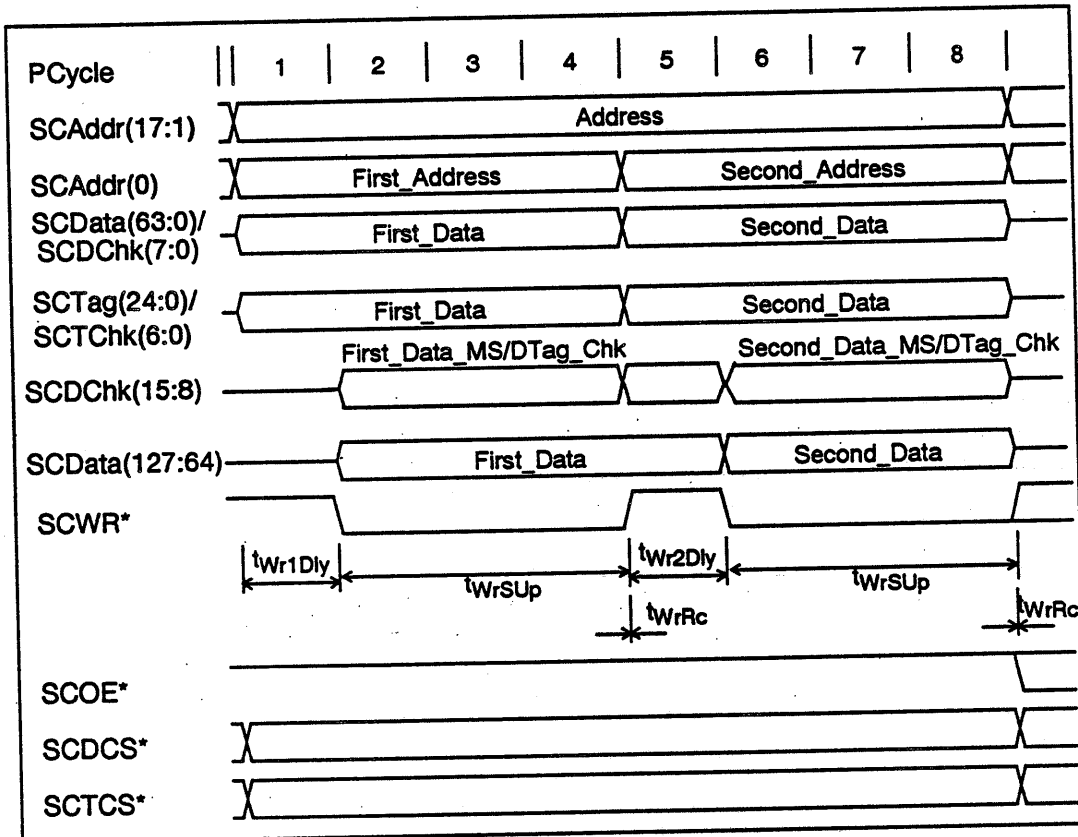 PCycle 1 2 3 4 5 6 7 8
SCAddr(17:1) Address
SCAddr(0) First_Address Second_Address
SCData(63:0)/
SCDChk(7:0) First_Data Second_Data
SCTag(24:0)/
SCTChk(6:0) First_Data Second_Data
First_Data_MS/DTag_Chk Second_Data_MS/DTag_Chk
SCDChk(15:8)
SCData(127:64) First_Data Second_Data
SCWR*
tWr1Dly tWrSUp tWr2Dly tWrSUp
tWrRc tWrRc
SCOE*
SCDCS*
SCTCS*